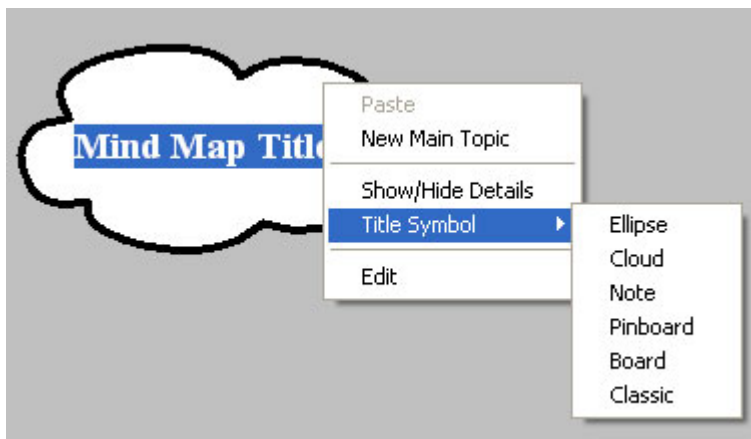 Mind Map Title
Paste
New Main Topic
Show/Hide Details
Title Symbol
Edit
Ellipse
Cloud
Note
Pinboard
Board
Classic